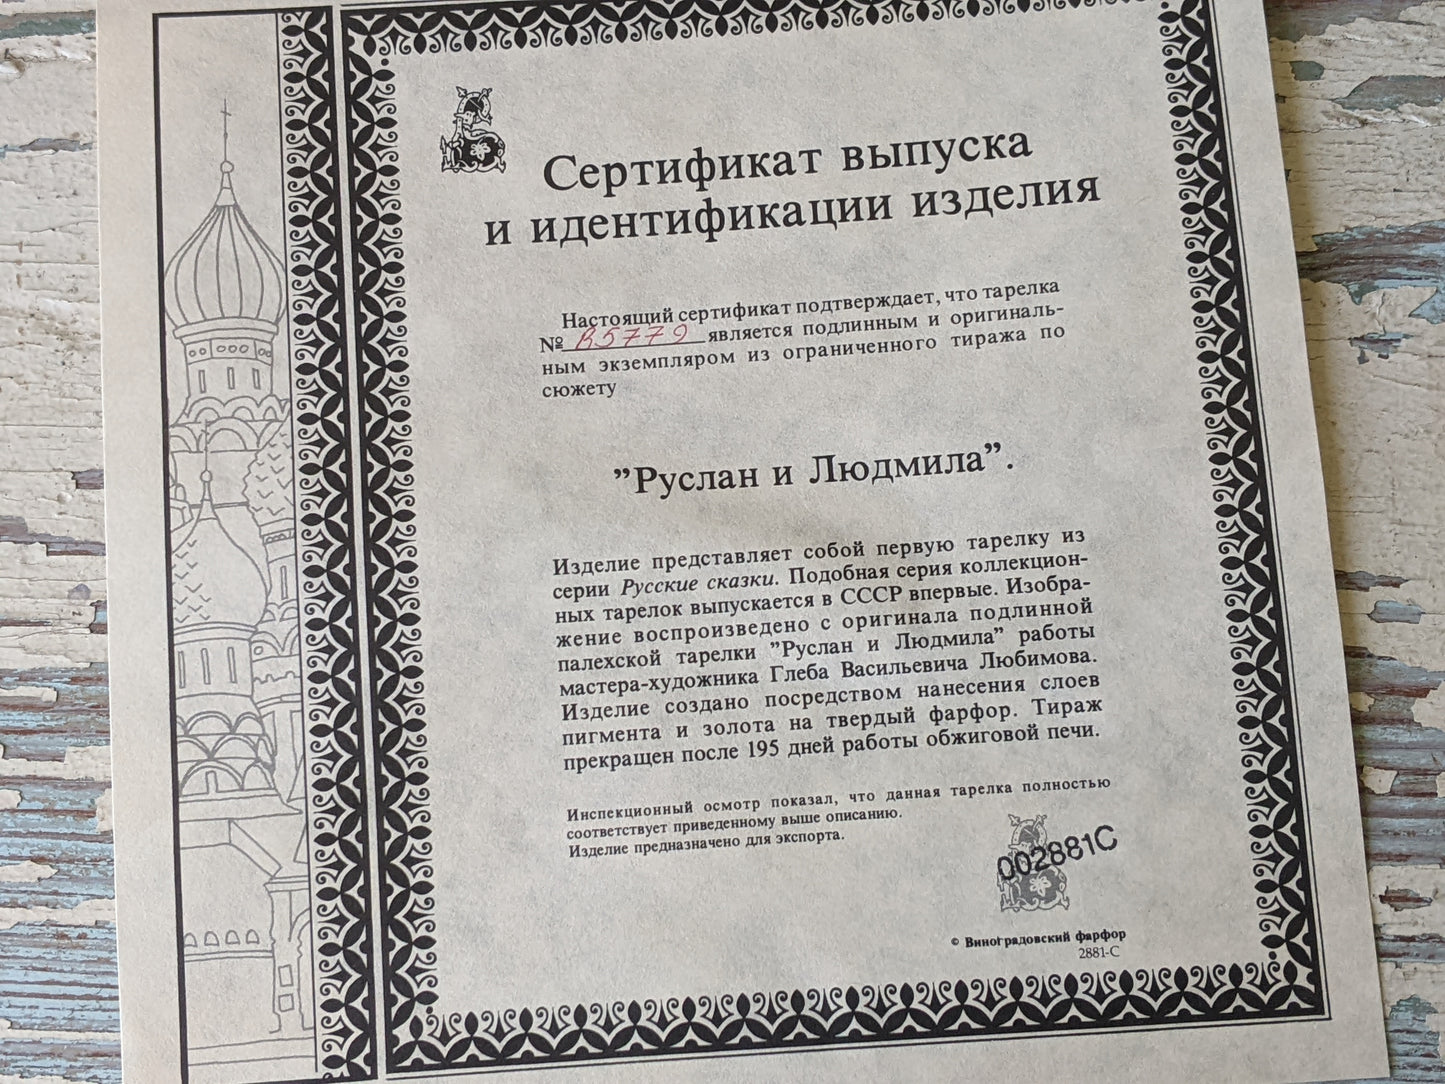 Сертификат выпуска
и идентификации изделия
Настоящий сертификат подтверждает, что тарелка
№ В5779 является подлинным и оригиналь-
ным экземпляром из ограниченного тиража по
сюжету
”Руслан и Людмила”.
Изделие представляет собой первую тарелку из
серии Русские сказки. Подобная серия коллекцион-
ных тарелок выпускается в СССР впервые. Изобра-
жение воспроизведено с оригинала подлинной
палехской тарелки ”Руслан и Людмила” работы
мастера-художника Глеба Васильевича Любимова.
Изделие создано посредством нанесения слоев
пигмента и золота на твердый фарфор. Тираж
прекращен после 195 дней работы обжиговой печи.
Инспекционный осмотр показал, что данная тарелка полностью
соответствует приведенному выше описанию.
Изделие предназначено для экспорта.
002881C
© Виноградовский фарфор
2881-C